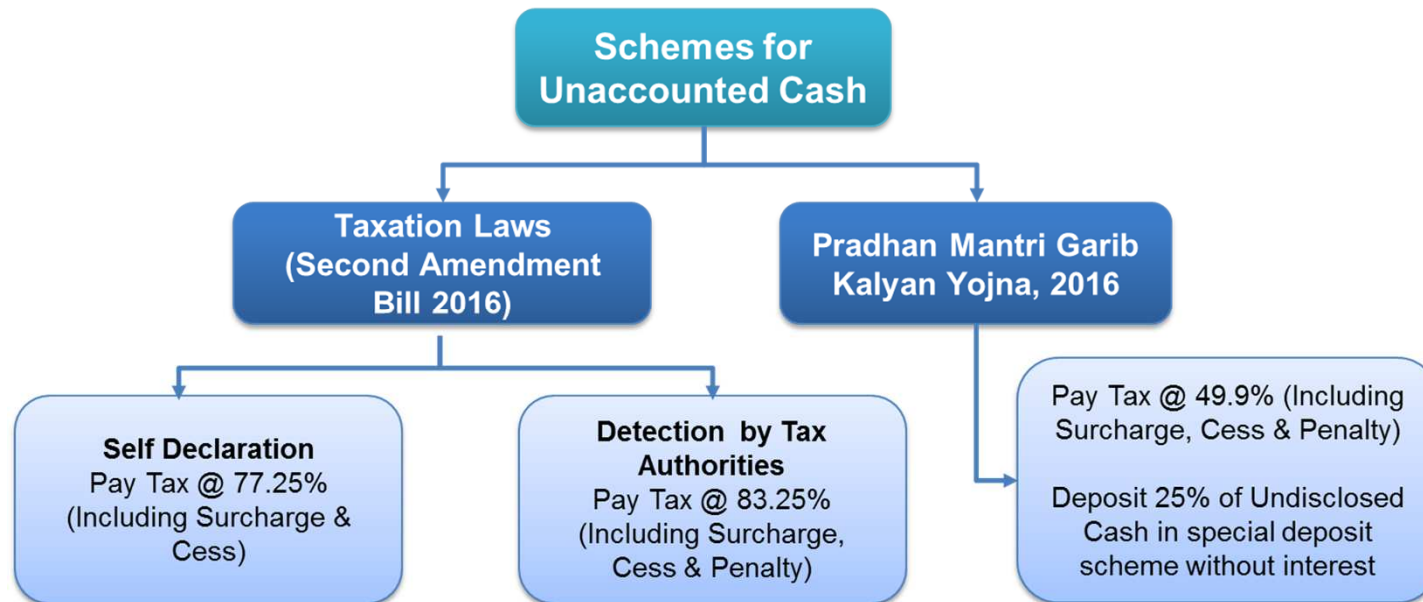 Schemes for
Unaccounted Cash
Taxation Laws
(Second Amendment
Bill 2016)
Pradhan Mantri Garib
Kalyan Yojna, 2016
Self Declaration
Pay Tax @ 77.25%
(Including Surcharge &
Cess)
Detection by Tax
Authorities
Pay Tax @ 83.25%
(Including Surcharge,
Cess & Penalty)
Pay Tax @ 49.9% (Including
Surcharge, Cess & Penalty)
Deposit 25% of Undisclosed
Cash in special deposit
scheme without interest